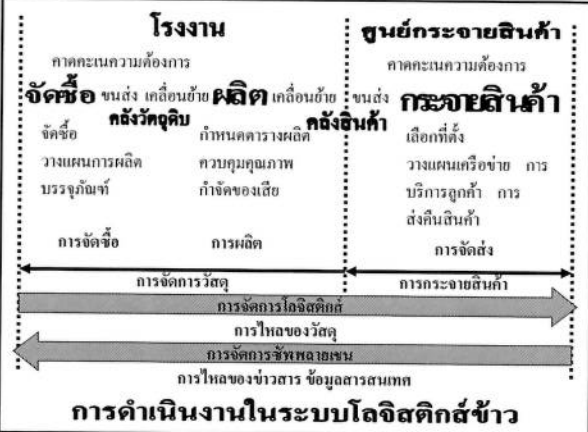 โรงงาน
ศูนย์กระจายสินค้า
คาดคะเนความต้องการ
คาดคะเนความต้องการ
จัดซื้อ ขนส่ง เคลื่อนย้าย ผลิต เคลื่อนย้าย ขนส่ง กระจายสินค้า
คลังวัตถุดิบ
คลังสินค้า
จัดซื้อ
วางแผนการผลิต
บรรจุภัณฑ์
กำหนดตารางผลิต
ควบคุมคุณภาพ
กำจัดของเสีย
เลือกที่ตั้ง
วางแผนเครือข่าย การ
บริการลูกค้า การ
ส่งคืนสินค้า
การจัดซื้อ
การผลิต
การจัดส่ง
การจัดการวัสดุ
การกระจายสินค้า
การจัดการโลจิสติกส์
การไหลของวัสดุ
การจัดการซัพพลายเชน
การไหลของข่าวสาร ข้อมูลสารสนเทศ
การดำเนินงานในระบบโลจิสติกส์ข้าว